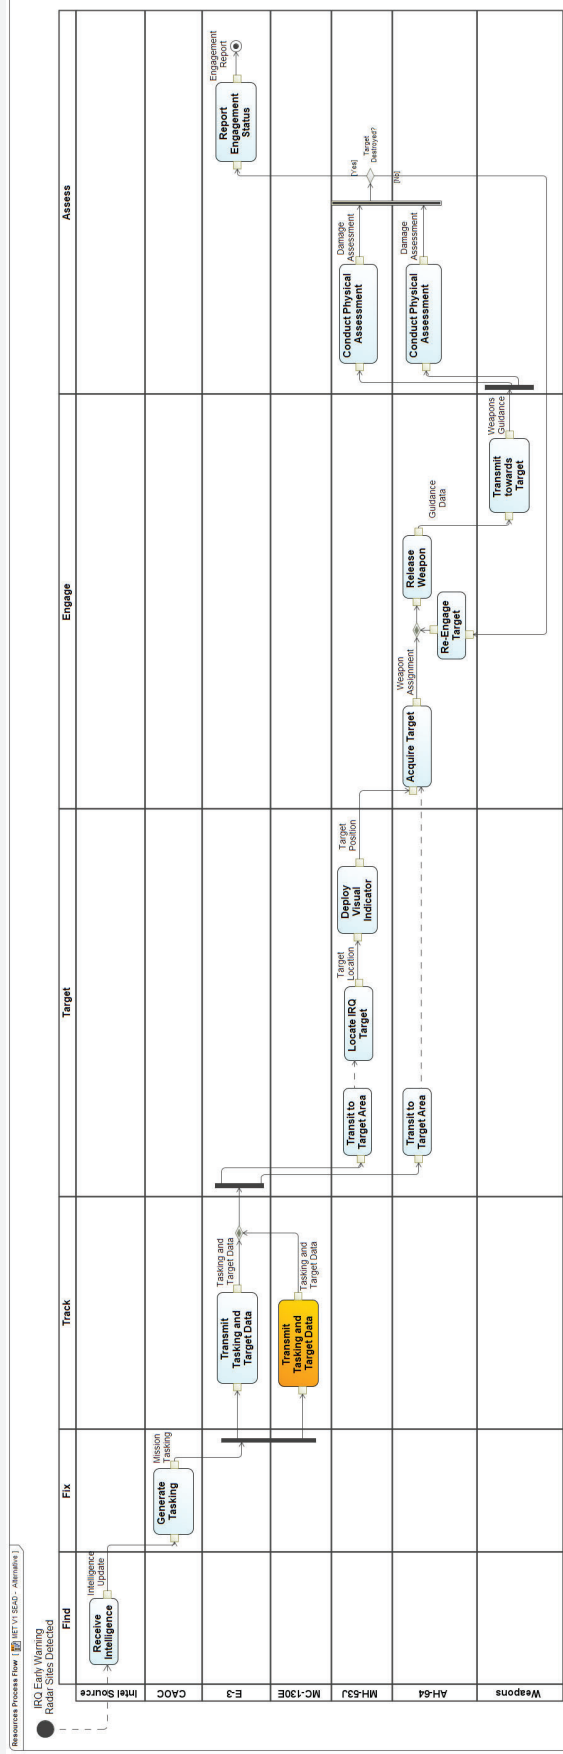 Resources Process Flow [ MET V1 SEAD - Alternative ]
IRQ Early Warning
Radar Sites Detected
Find
Fix
Track
Target
Engage
Assess
Intel Source
CAOC
E-3
MC-130E
MH-53J
AH-64
Weapons
Receive
Intelligence
Intelligence
Update
Generate
Tasking
Mission
Tasking
Transmit
Tasking and
Target Data
Tasking and
Target Data
Transmit
Tasking and
Target Data
Tasking and
Target Data
Transit to
Target Area
Locate IRQ
Target
Target
Location
Deploy
Visual
Indicator
Target
Position
Transit to
Target Area
Acquire Target
Weapon
Assignment
Re-Engage
Target
Release
Weapon
Guidance
Data
Transmit
towards
Target
Weapons
Guidance
Conduct Physical
Assessment
Damage
Assessment
Conduct Physical
Assessment
Damage
Assessment
Target
Destroyed?
[Yes]
[No]
Report
Engagement
Status
Engagement
Report